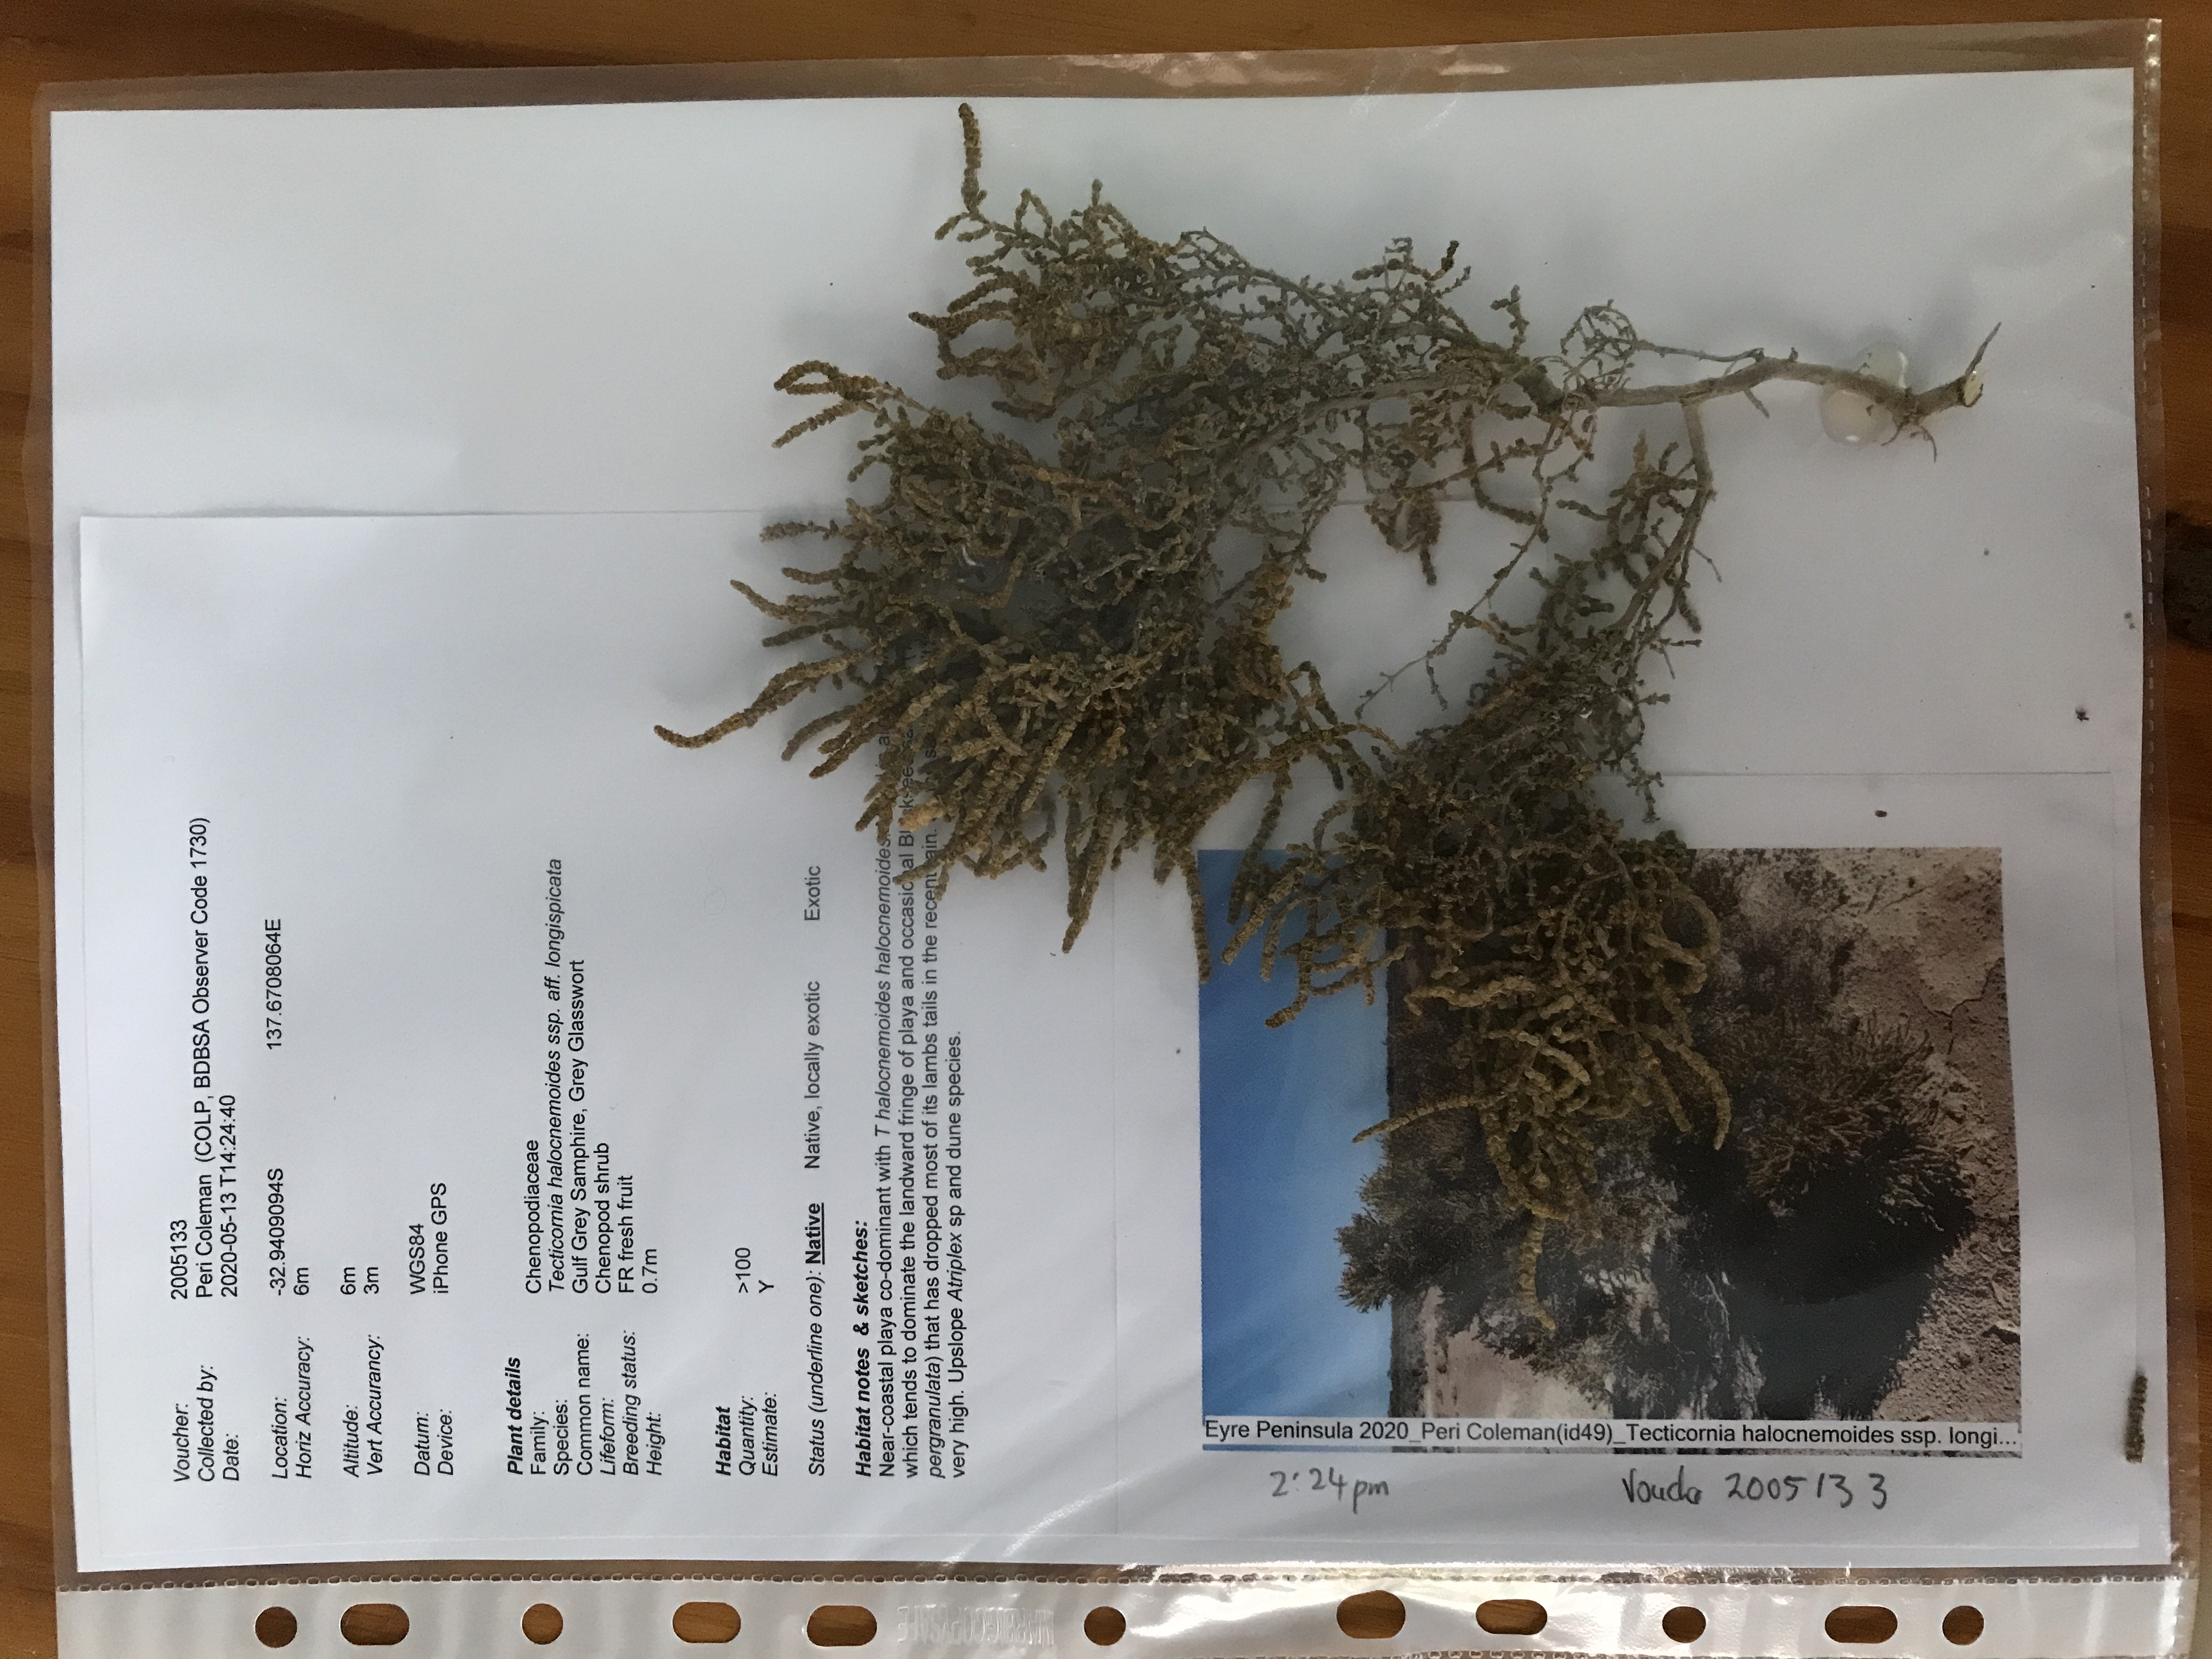 Voucher: 2005133
Collected by: Peri Coleman (COLP, BDBSA Observer Code 1730)
Date: 2020-05-13 T14:24:40
Location: -32.9409094S 137.6708064E
Horiz Accuracy: 6m
Altitude: 6m
Vert Accurancy: 3m
Datum: WGS84
Device: iPhone GPS
Plant details
Family: Chenopodiaceae
Species: Tecticornia halocnemoides ssp. aff. longispicata
Common name: Gulf Grey Samphire, Grey Glasswort
Lifeform: Chenopod shrub
Breeding status: FR fresh fruit
Height: 0.7m
Habitat
Quantity: >100
Estimate: Y
Status (underline one): Native Native, locally exotic Exotic
Habitat notes & sketches:
Near-coastal playa co-dominant with T halocnemoides halocnemoides.
which tends to dominate the landward fringe of playa and occasional
pergranulata) that has dropped most of its lambs tails in the recent rain.
very high. Upslope Atriplex sp and dune species.
Eyre Peninsula 2020_Peri Coleman(id49)_Tecticornia halocnemoides ssp. longi...
2:24pm Voucher 2005133